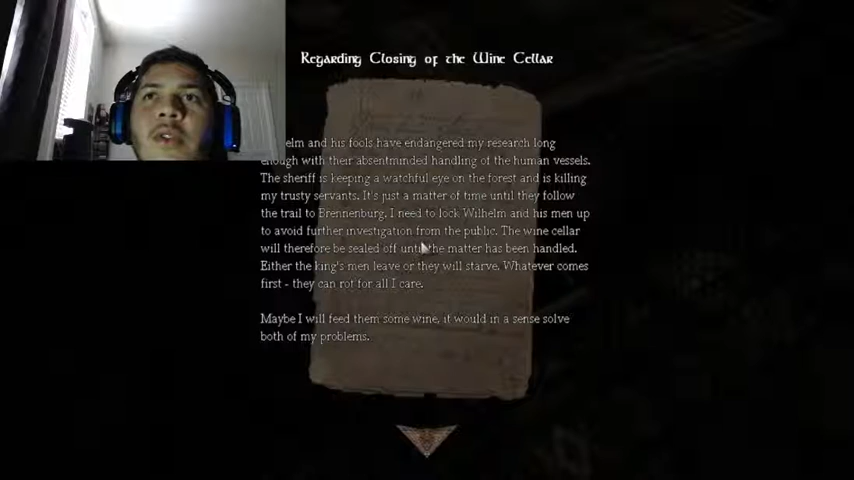 Regarding Closing of the Wine Cellar
elm and his fools have endangered my research long
enough with their absentminded handling of the human vessels.
The sheriff is keeping a watchful eye on the forest and is killing
my trusty servants. It's just a matter of time until they follow
the trail to Brennenburg. I need to lock Wilhelm and his men up
to avoid further investigation from the public. The wine cellar
will therefore be sealed off until the matter has been handled.
Either the king's men leave or they will starve. Whatever comes
first - they can rot for all I care.
Maybe I will feed them some wine, it would in a sense solve
both of my problems.